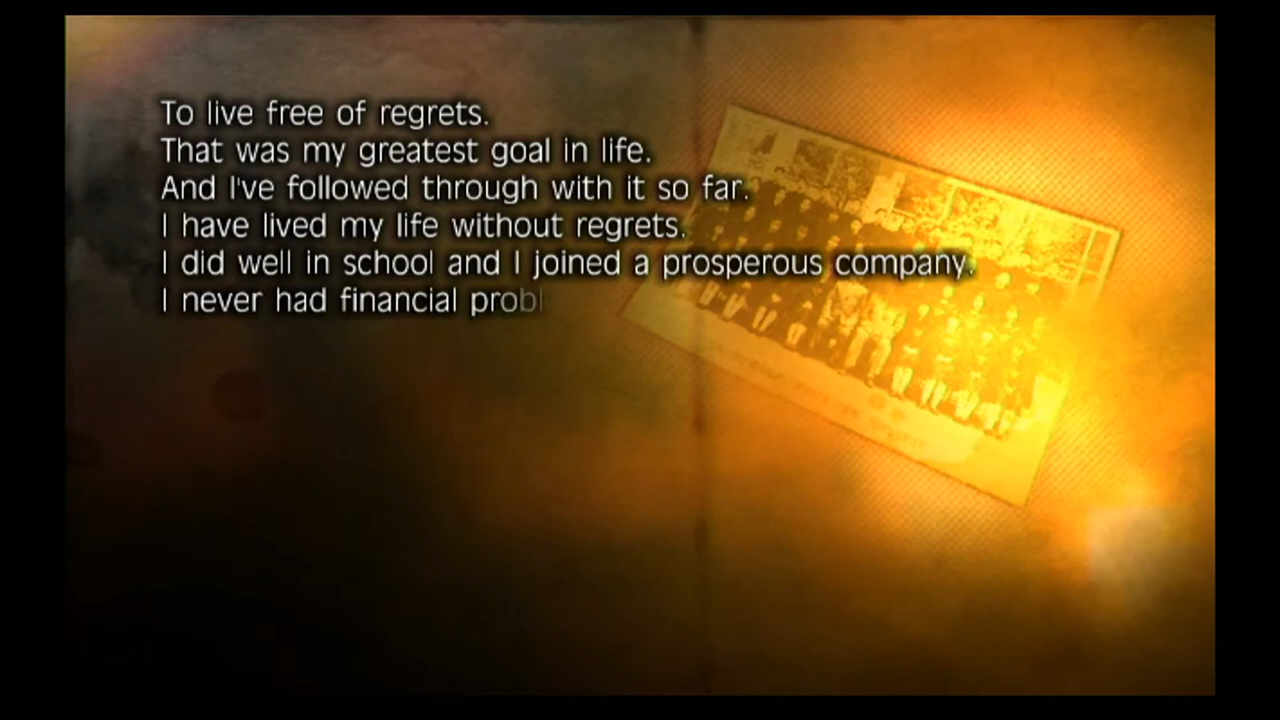 To live free of regrets.
That was my greatest goal in life.
And I've followed through with it so far.
I have lived my life without regrets.
I did well in school and I joined a prosperous company.
I never had financial probl